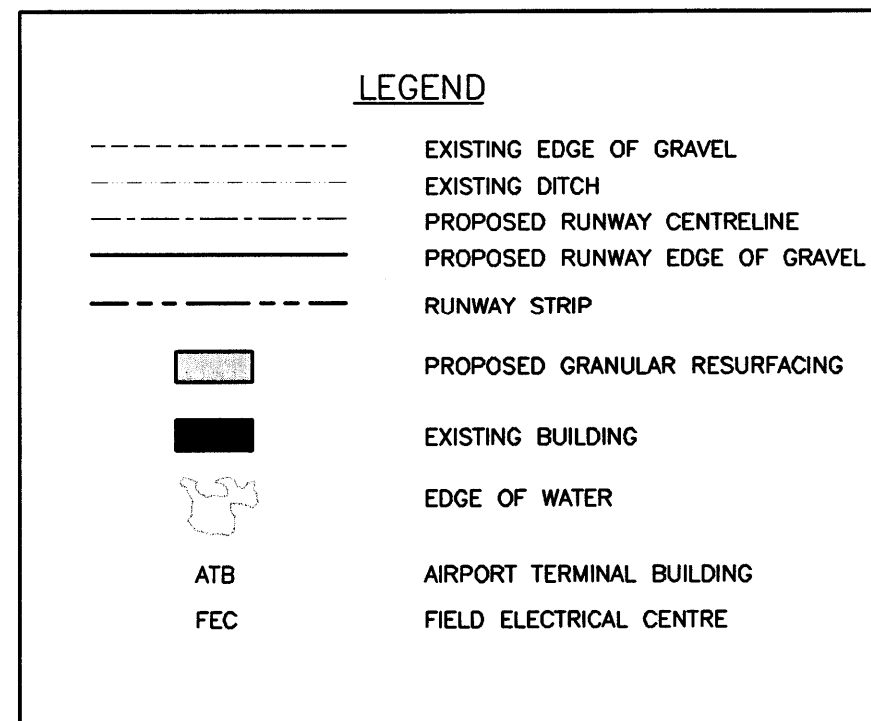 LEGEND
EXISTING EDGE OF GRAVEL
EXISTING DITCH
PROPOSED RUNWAY CENTRELINE
PROPOSED RUNWAY EDGE OF GRAVEL
RUNWAY STRIP
PROPOSED GRANULAR RESURFACING
EXISTING BUILDING
EDGE OF WATER
ATB AIRPORT TERMINAL BUILDING
FEC FIELD ELECTRICAL CENTRE